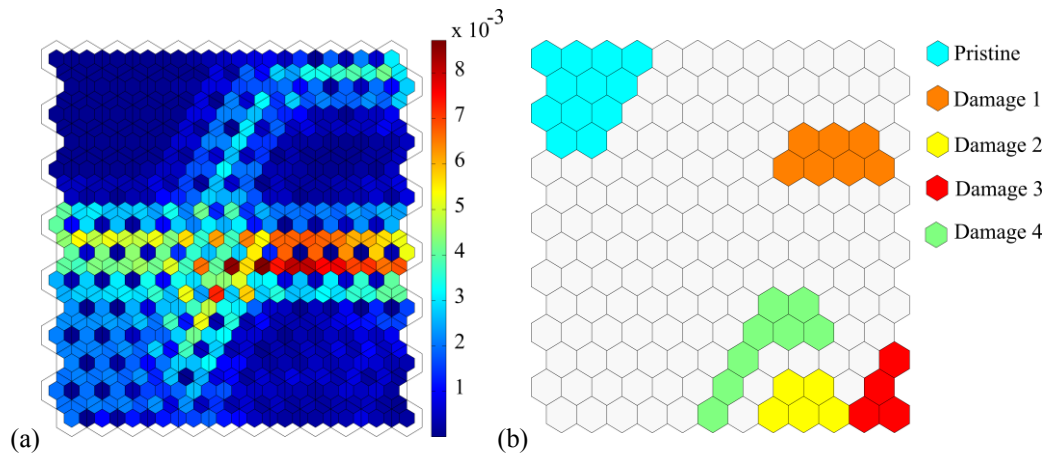 x 10^-3
8
7
6
5
4
3
2
1
(a)
Pristine
Damage 1
Damage 2
Damage 3
Damage 4
(b)